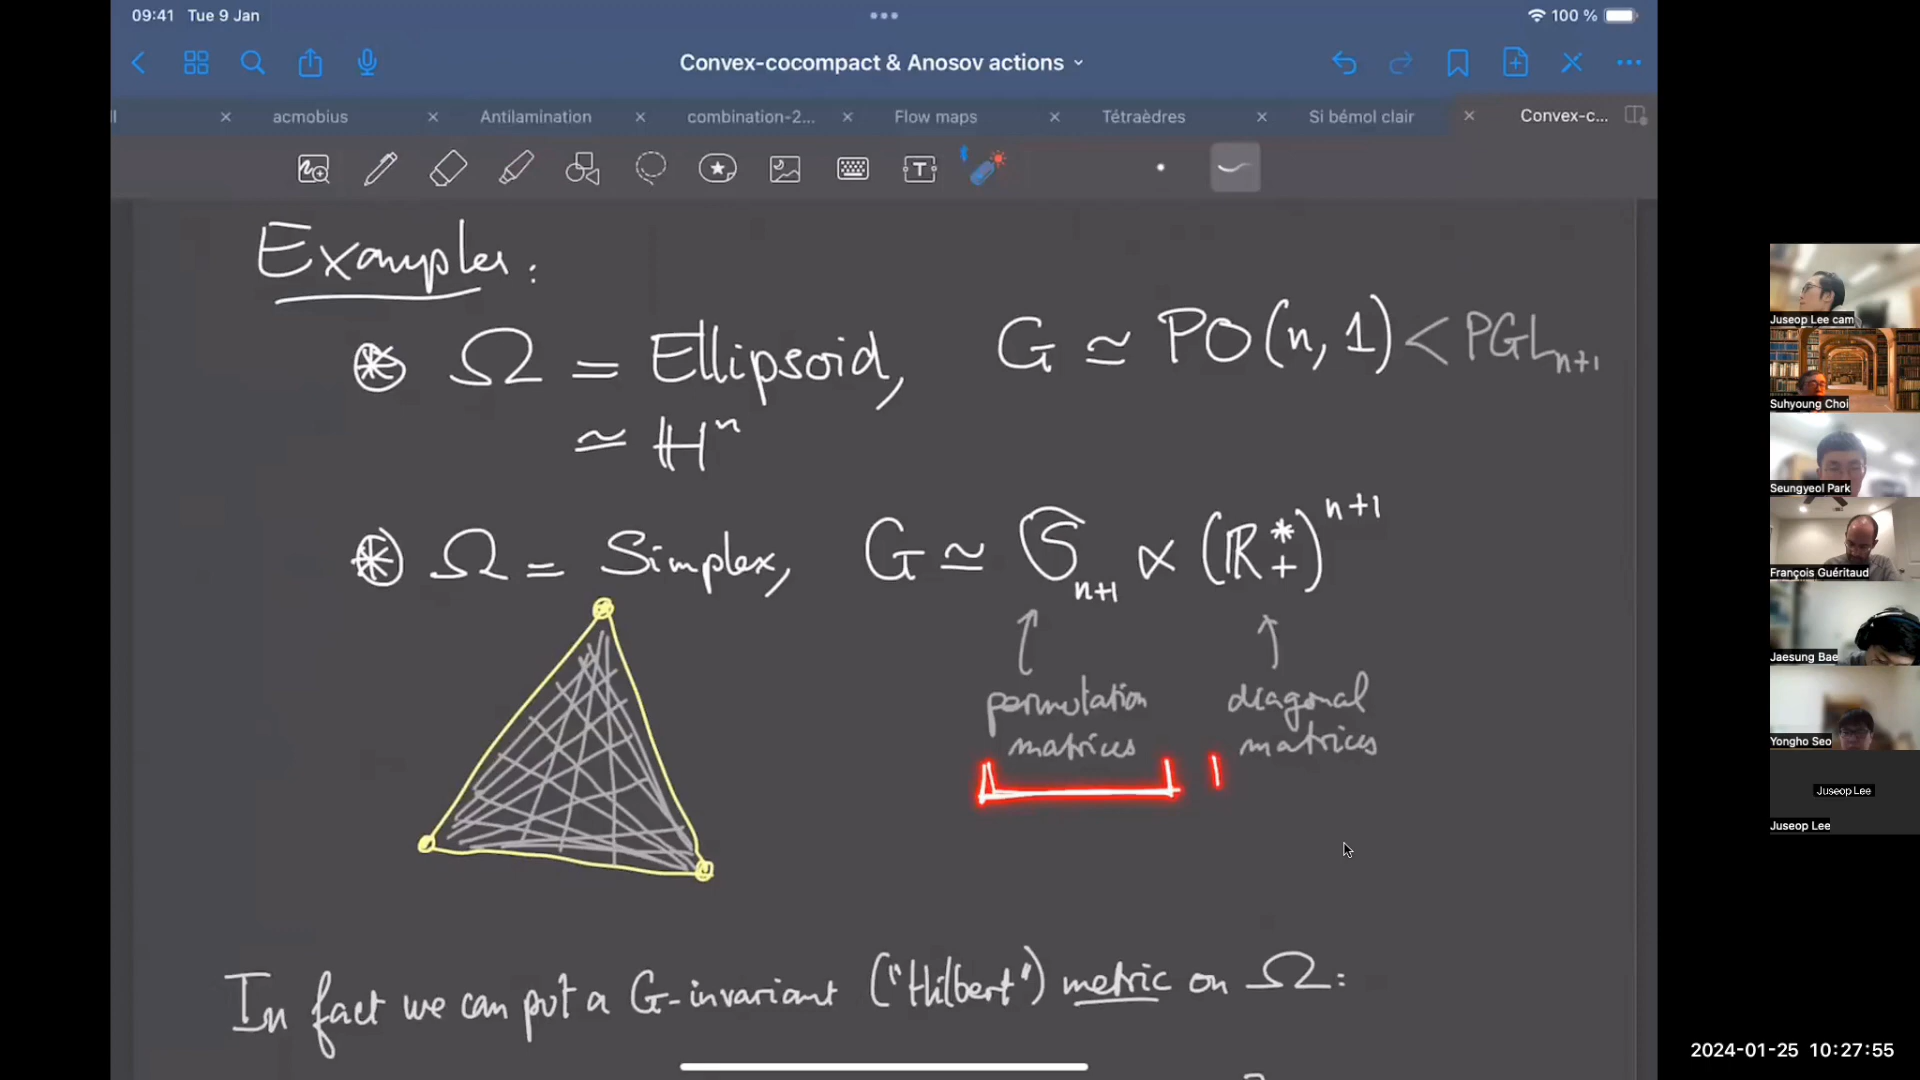 09:41 Tue 9 Jan
100 %
Convex-cocompact & Anosov actions
acmobius
Antilamination
combination-2...
Flow maps
Tétraèdres
Si bémol clair
Convex-c...
Examples:
⊛ Ω = Ellipsoid, G ≃ PO(n,1) < PGL_{n+1}
≃ ℍ^n
⊛ Ω = Simplex, G ≃ 𝔖_{n+1} ⋉ (ℝ_+^*)^{n+1}
permutation matrices
diagonal matrices
In fact we can put a G-invariant ("Hilbert") metric on Ω:
Juseop Lee cam
Suhyoung Choi
Seungyeol Park
François Guéritaud
Jaesung Bae
Yongho Seo
Juseop Lee
Juseop Lee
2024-01-25 10:27:55